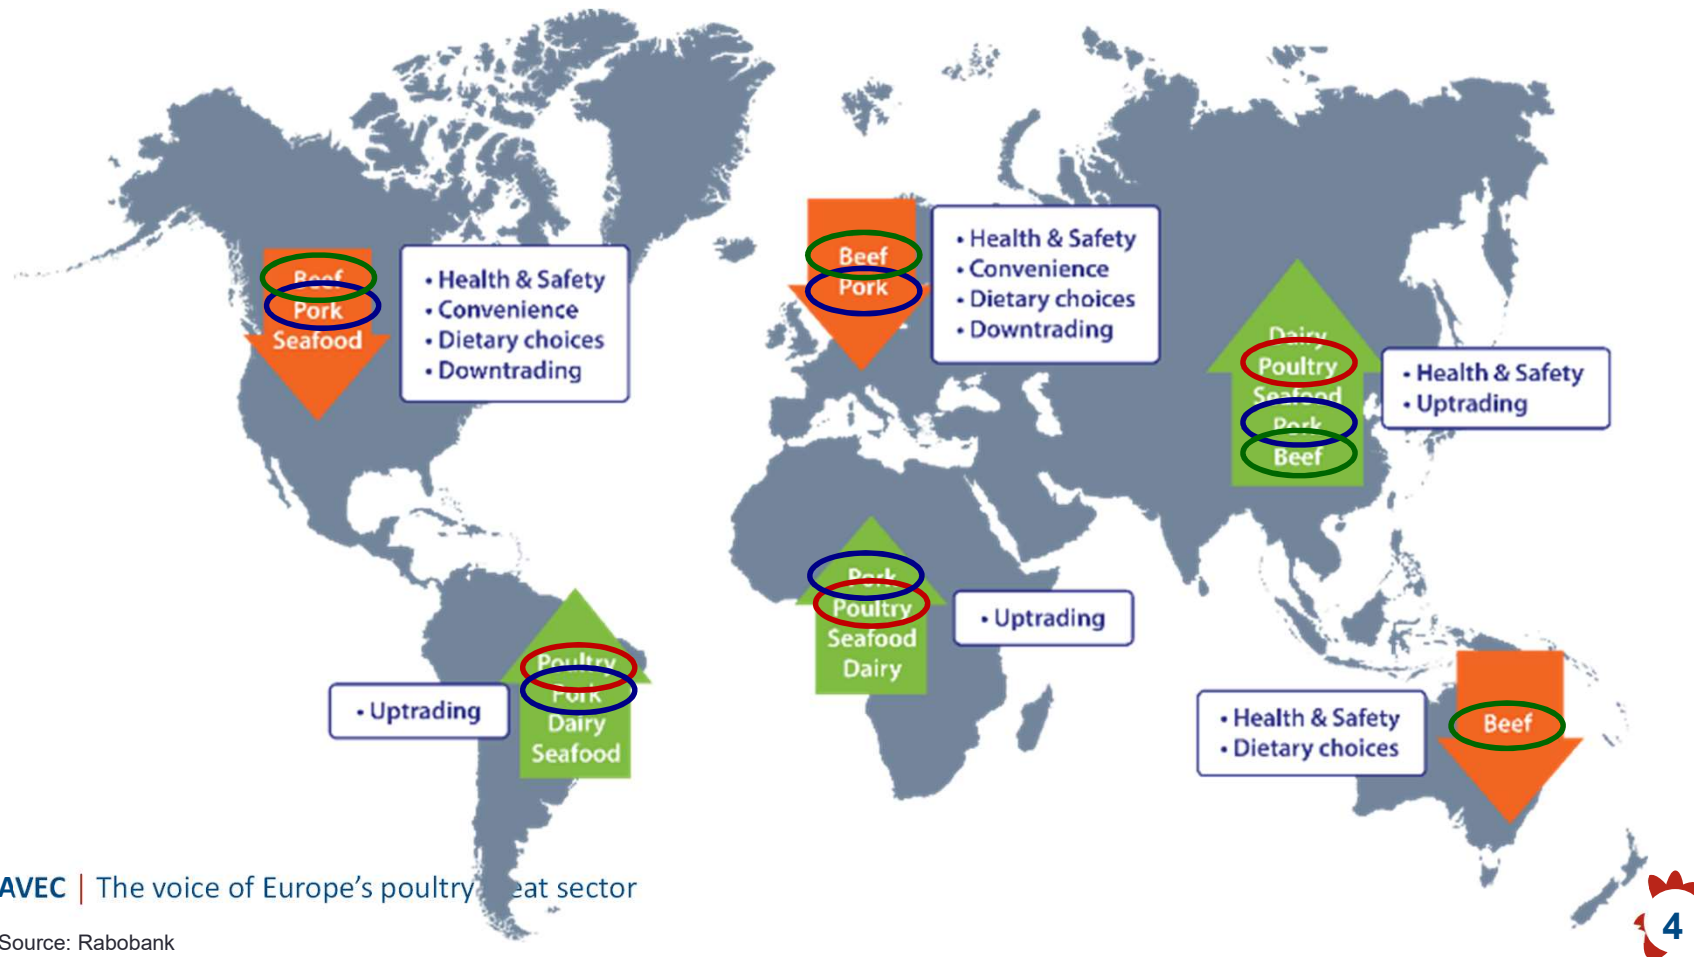 Beef
Pork
Seafood
• Health & Safety
• Convenience
• Dietary choices
• Downtrading
Beef
Pork
• Health & Safety
• Convenience
• Dietary choices
• Downtrading
Dairy
Poultry
Seafood
Pork
Beef
• Health & Safety
• Uptrading
Pork
Poultry
Seafood
Dairy
• Uptrading
• Uptrading
Poultry
Pork
Dairy
Seafood
• Health & Safety
• Dietary choices
Beef
AVEC | The voice of Europe's poultry eat sector
Source: Rabobank
4